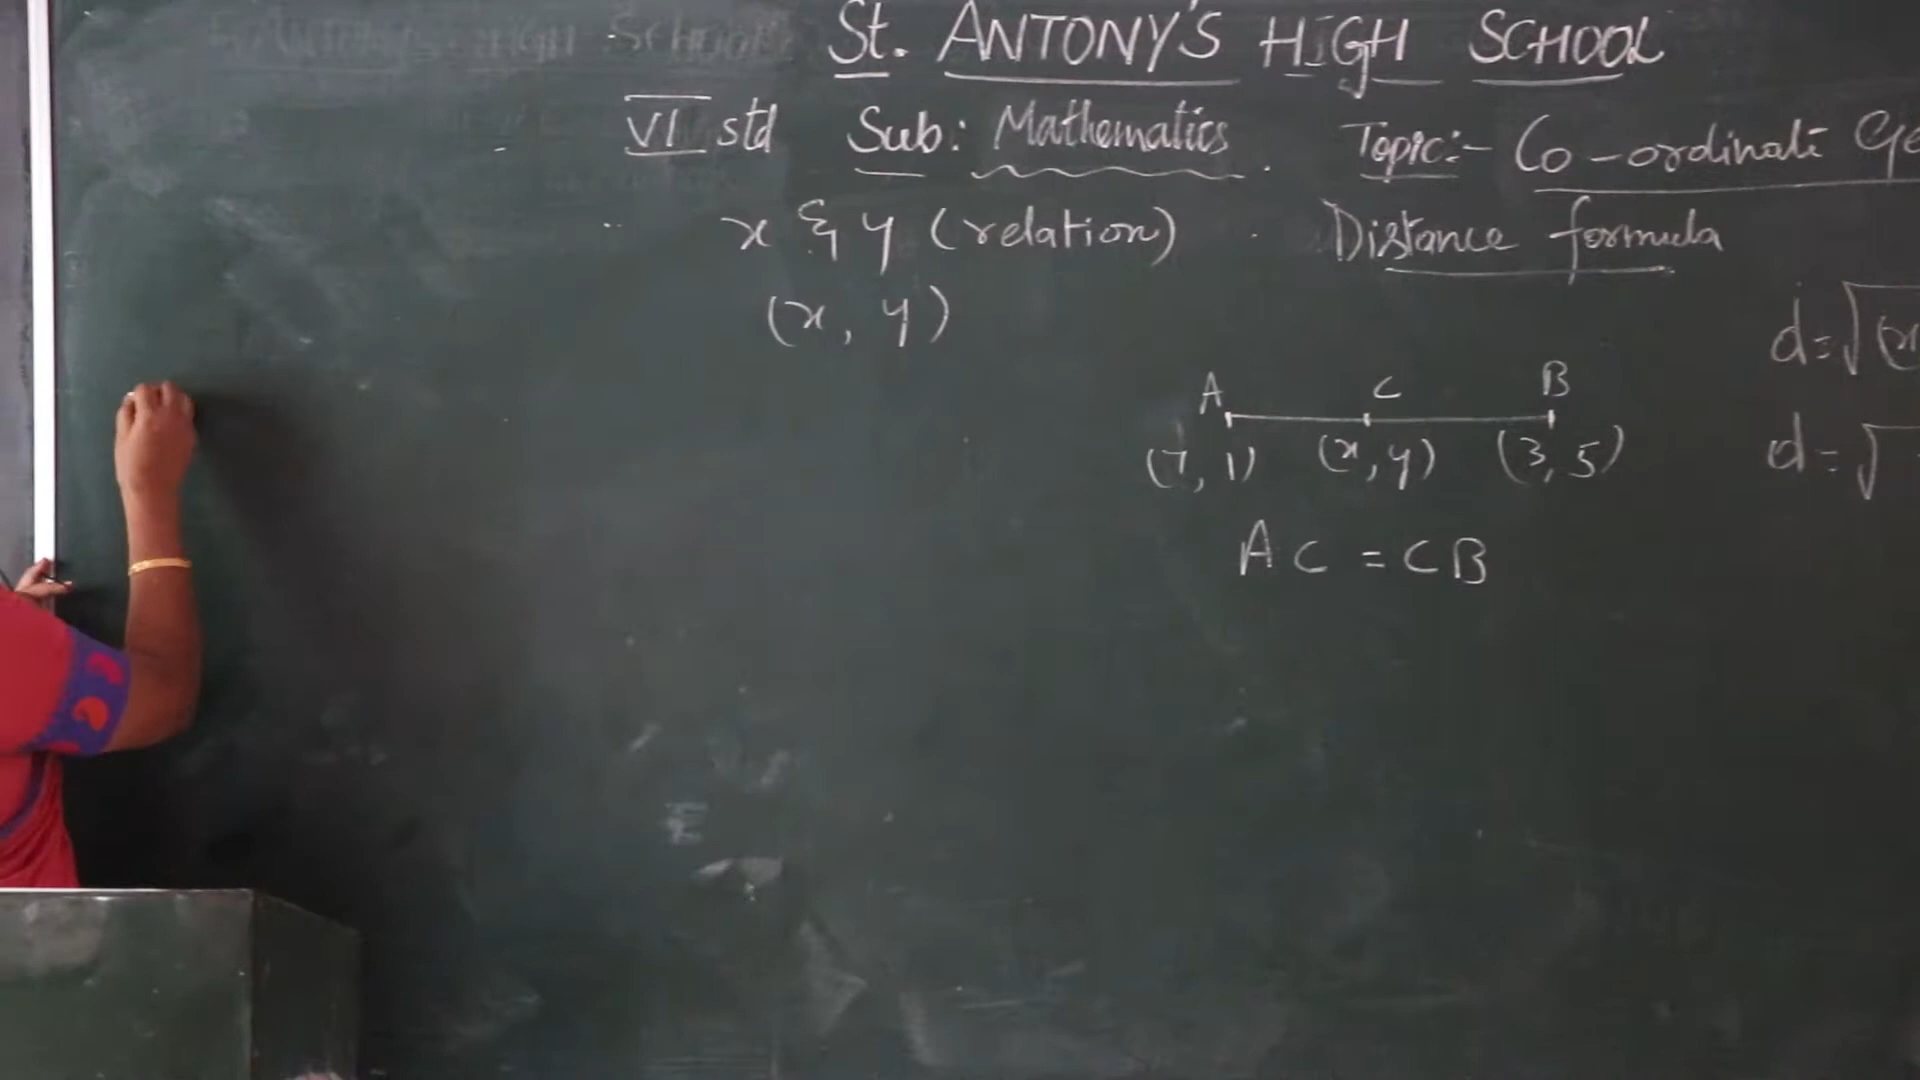 St. ANTONY'S HIGH SCHOOL
VI std Sub: Mathematics. Topic:- Co-ordinate Ge
x & y (relation)
(x, y)
Distance formula
d=√(x
A C B
(7, 1) (x, y) (3, 5)
d=√
AC = CB